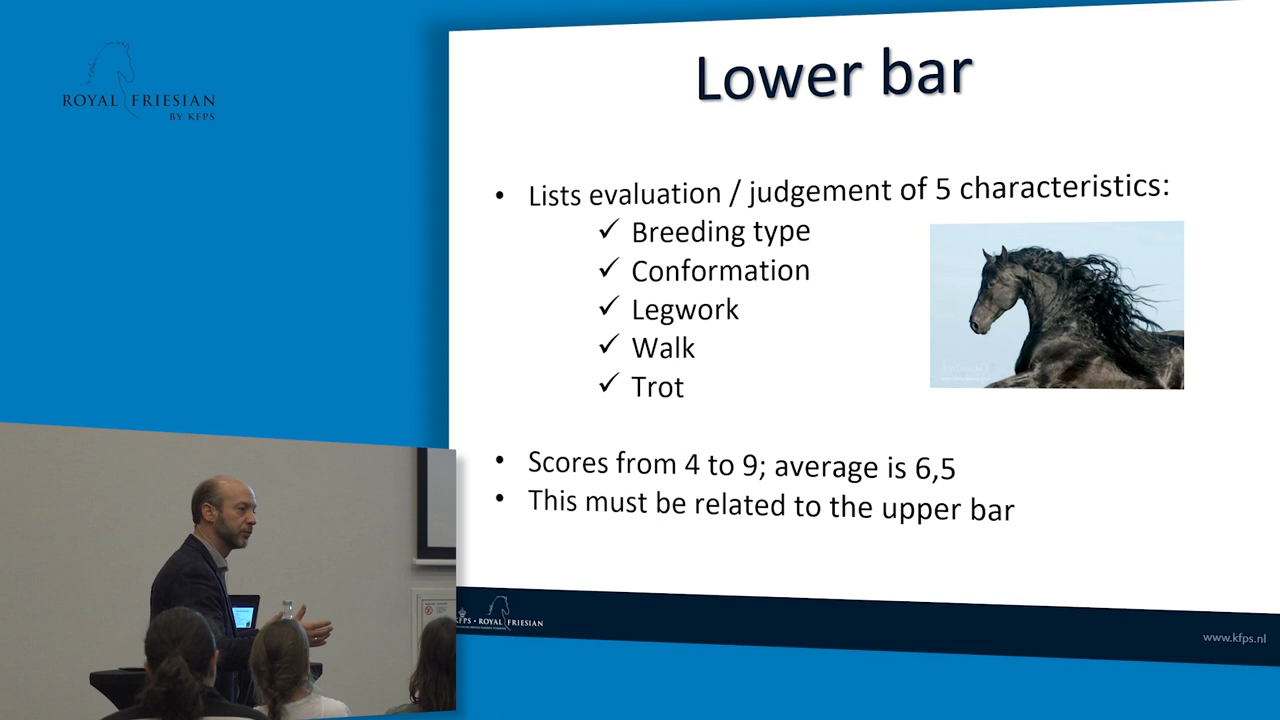 ROYAL FRIESIAN
BY KFPS
Lower bar
• Lists evaluation / judgement of 5 characteristics:
✓ Breeding type
✓ Conformation
✓ Legwork
✓ Walk
✓ Trot
• Scores from 4 to 9; average is 6,5
• This must be related to the upper bar
KFPS • ROYAL FRIESIAN
www.kfps.nl